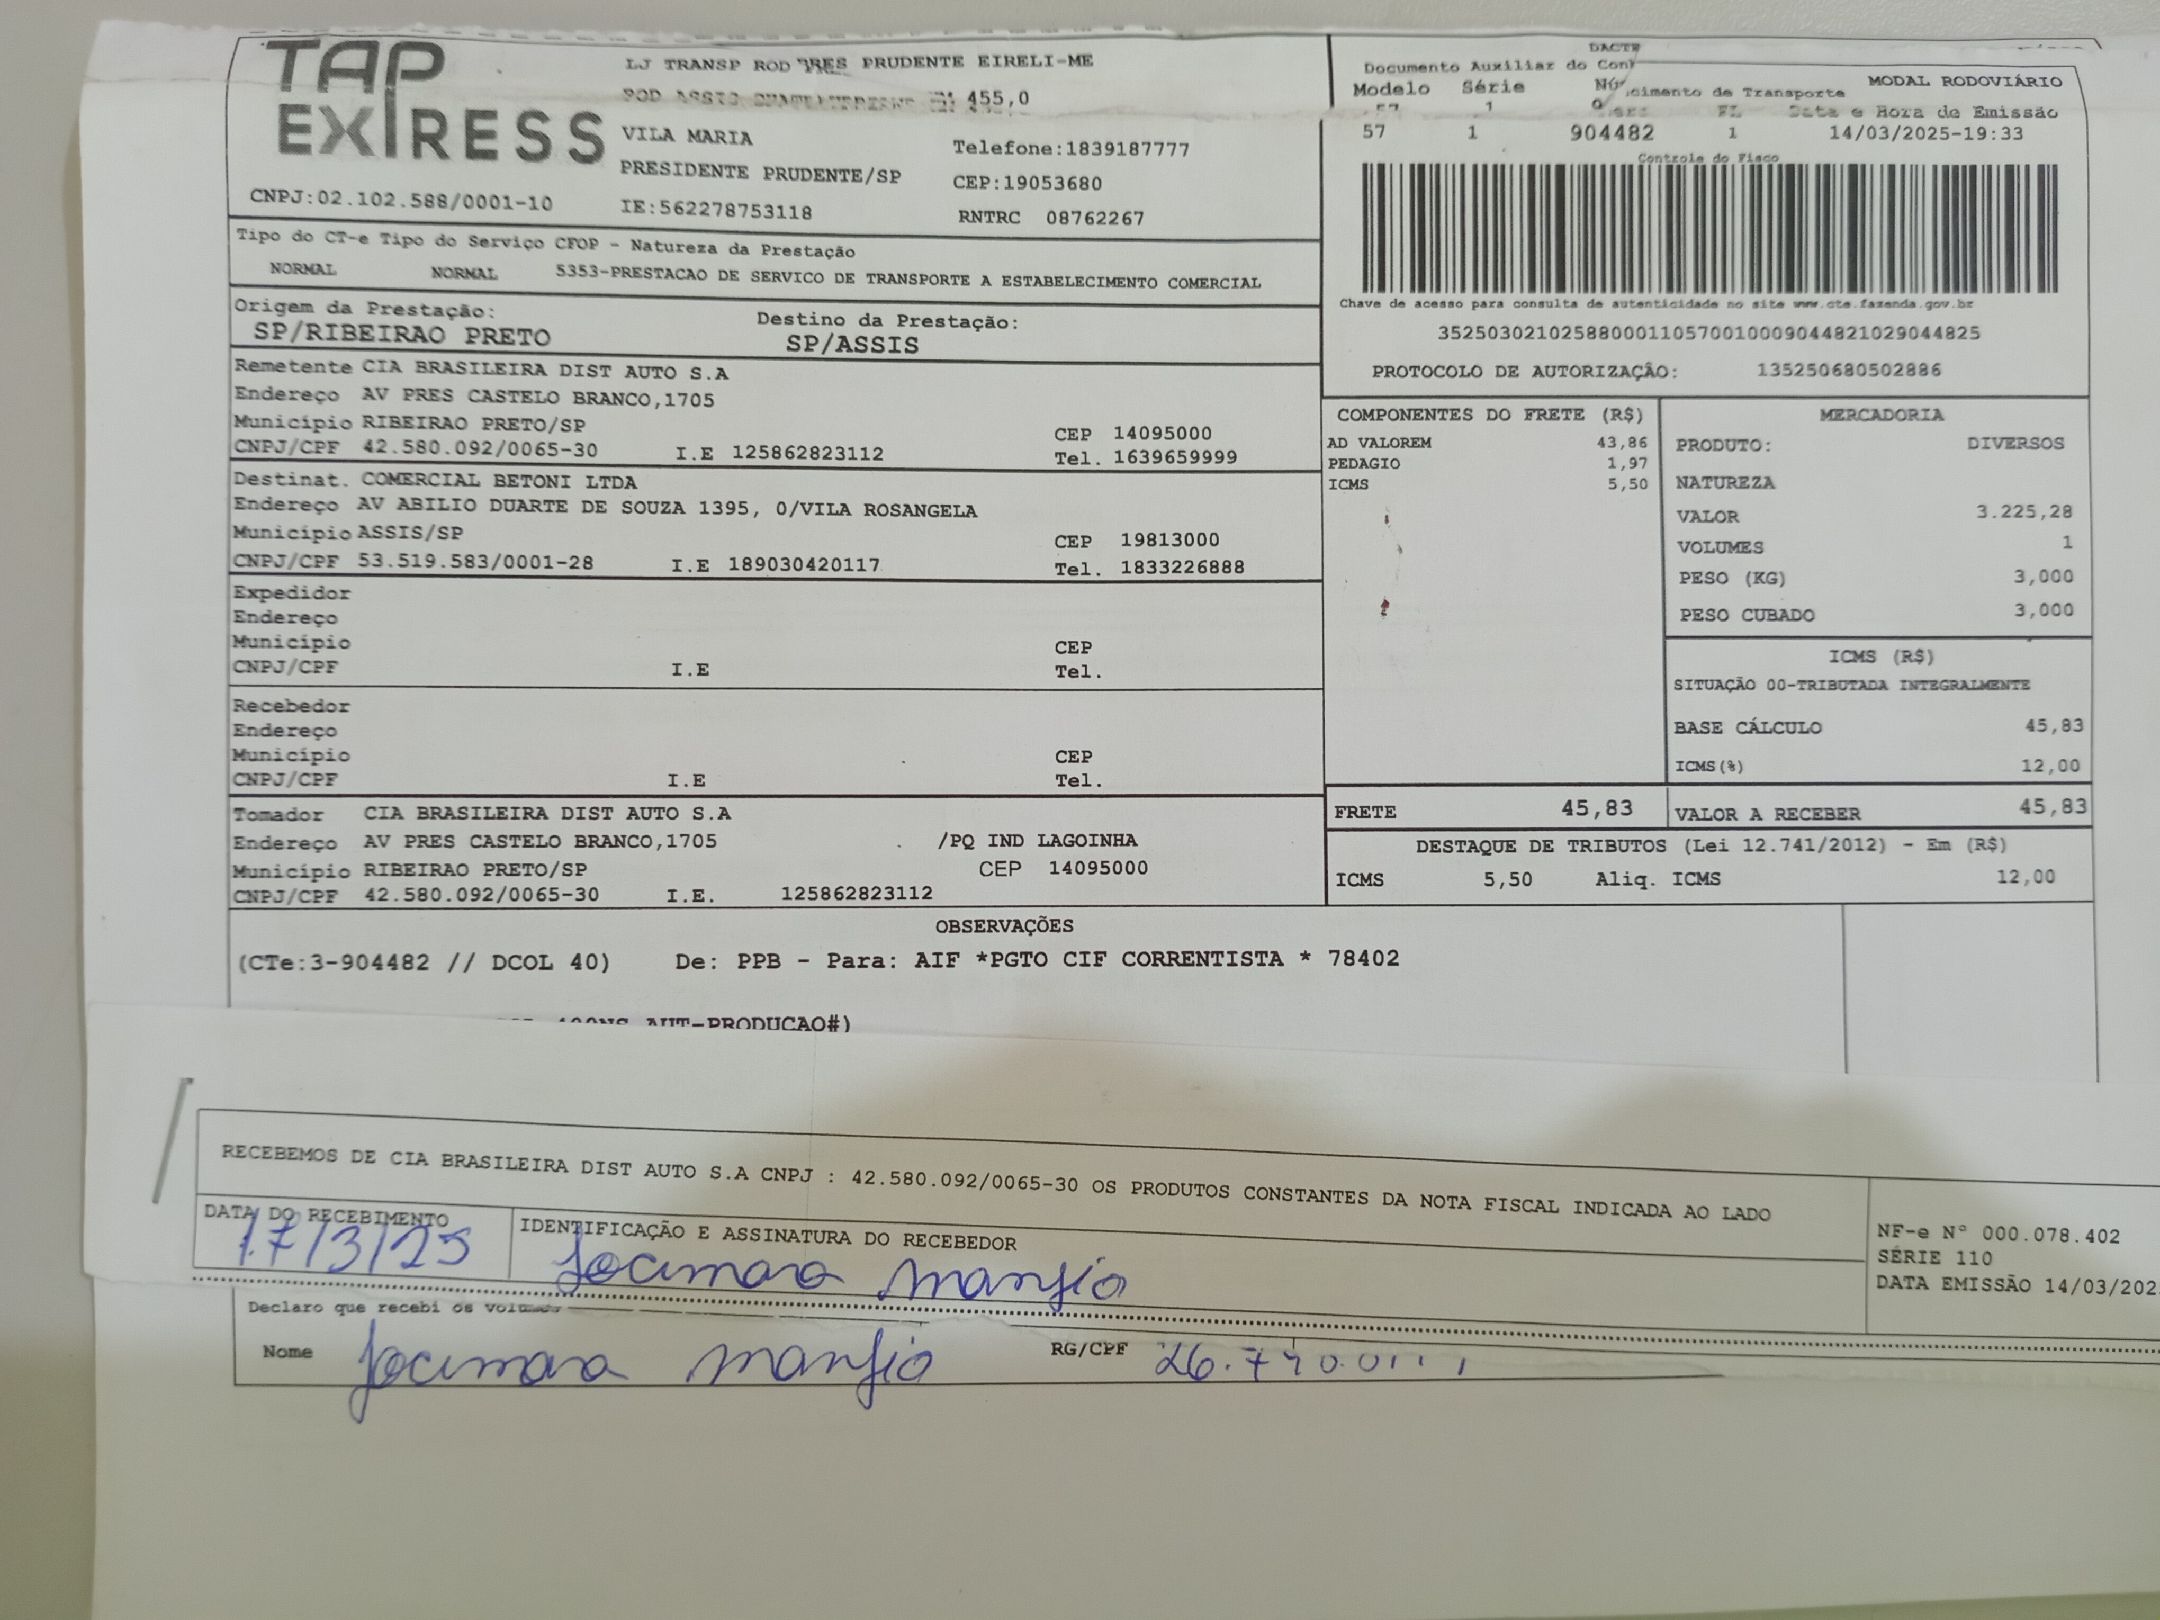 TAP
EXPRESS
LJ TRANSP ROD PRES PRUDENTE EIRELI-ME
455,0
VILA MARIA
Telefone:1839187777
PRESIDENTE PRUDENTE/SP
CEP:19053680
CNPJ:02.102.588/0001-10
IE:562278753118
RNTRC 08762267
DACTE
Documento Auxiliar do
cimento de Transporte
MODAL RODOVIÁRIO
Modelo Série FL Data e Hora de Emissão
57 1 904482 1 14/03/2025-19:33
Controle do Fisco
Chave de acesso para consulta de autenticidade no site www.cte.fazenda.gov.br
35250302102588000110570010009044821029044825
PROTOCOLO DE AUTORIZAÇÃO: 135250680502886
Tipo do CT-e Tipo do Serviço CFOP - Natureza da Prestação
NORMAL NORMAL 5353-PRESTACAO DE SERVICO DE TRANSPORTE A ESTABELECIMENTO COMERCIAL
Origem da Prestação: Destino da Prestação:
SP/RIBEIRAO PRETO SP/ASSIS
Remetente CIA BRASILEIRA DIST AUTO S.A
Endereço AV PRES CASTELO BRANCO,1705
Município RIBEIRAO PRETO/SP CEP 14095000
CNPJ/CPF 42.580.092/0065-30 I.E 125862823112 Tel. 1639659999
Destinat. COMERCIAL BETONI LTDA
Endereço AV ABILIO DUARTE DE SOUZA 1395, 0/VILA ROSANGELA
Município ASSIS/SP CEP 19813000
CNPJ/CPF 53.519.583/0001-28 I.E 189030420117 Tel. 1833226888
Expedidor
Endereço
Município CEP
CNPJ/CPF I.E Tel.
Recebedor
Endereço
Município CEP
CNPJ/CPF I.E Tel.
Tomador CIA BRASILEIRA DIST AUTO S.A
Endereço AV PRES CASTELO BRANCO,1705 /PQ IND LAGOINHA
Município RIBEIRAO PRETO/SP CEP 14095000
CNPJ/CPF 42.580.092/0065-30 I.E. 125862823112
COMPONENTES DO FRETE (R$)
AD VALOREM 43,86
PEDAGIO 1,97
ICMS 5,50
MERCADORIA
PRODUTO: DIVERSOS
NATUREZA
VALOR 3.225,28
VOLUMES 1
PESO (KG) 3,000
PESO CUBADO 3,000
ICMS (R$)
SITUAÇÃO 00-TRIBUTADA INTEGRALMENTE
BASE CÁLCULO 45,83
ICMS(%) 12,00
FRETE 45,83 VALOR A RECEBER 45,83
DESTAQUE DE TRIBUTOS (Lei 12.741/2012) - Em (R$)
ICMS 5,50 Aliq. ICMS 12,00
OBSERVAÇÕES
(CTe:3-904482 // DCOL 40) De: PPB - Para: AIF *PGTO CIF CORRENTISTA * 78402
AUT-PRODUCAO#)
RECEBEMOS DE CIA BRASILEIRA DIST AUTO S.A CNPJ : 42.580.092/0065-30 OS PRODUTOS CONSTANTES DA NOTA FISCAL INDICADA AO LADO
DATA DO RECEBIMENTO IDENTIFICAÇÃO E ASSINATURA DO RECEBEDOR
17/3/25 Jocimara Manfio
NF-e N° 000.078.402
SÉRIE 110
DATA EMISSÃO 14/03/202
Declaro que recebi os volumes
Nome Jocimara Manfio RG/CPF